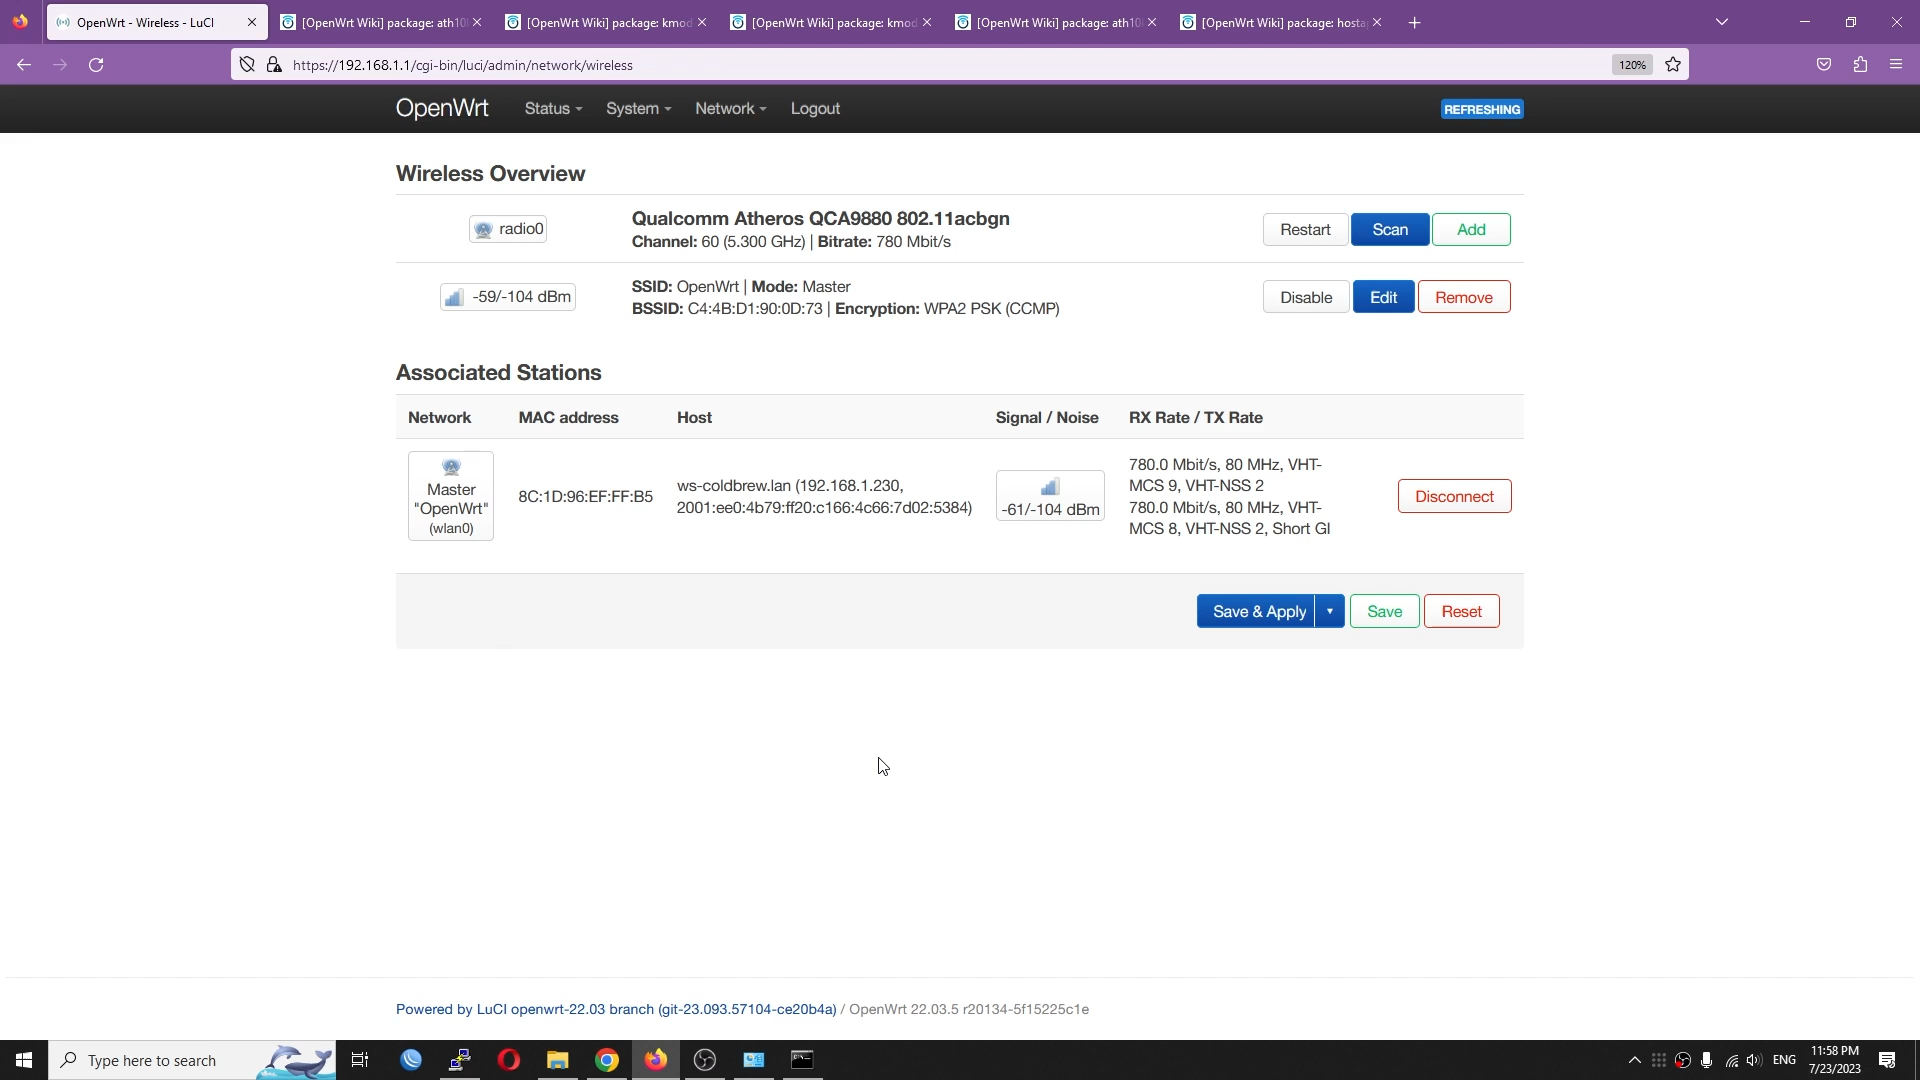 OpenWrt - Wireless - LuCI
[OpenWrt Wiki] package: ath10
[OpenWrt Wiki] package: kmod
[OpenWrt Wiki] package: kmod
[OpenWrt Wiki] package: ath10
[OpenWrt Wiki] package: hosta
https://192.168.1.1/cgi-bin/luci/admin/network/wireless
120%
OpenWrt
Status
System
Network
Logout
REFRESHING
Wireless Overview
radio0
Qualcomm Atheros QCA9880 802.11acbgn
Channel: 60 (5.300 GHz) | Bitrate: 780 Mbit/s
Restart
Scan
Add
-59/-104 dBm
SSID: OpenWrt | Mode: Master
BSSID: C4:4B:D1:90:0D:73 | Encryption: WPA2 PSK (CCMP)
Disable
Edit
Remove
Associated Stations
Network
MAC address
Host
Signal / Noise
RX Rate / TX Rate
Master
"OpenWrt"
(wlan0)
8C:1D:96:EF:FF:B5
ws-coldbrew.lan (192.168.1.230,
2001:ee0:4b79:ff20:c166:4c66:7d02:5384)
-61/-104 dBm
780.0 Mbit/s, 80 MHz, VHT-
MCS 9, VHT-NSS 2
780.0 Mbit/s, 80 MHz, VHT-
MCS 8, VHT-NSS 2, Short GI
Disconnect
Save & Apply
Save
Reset
Powered by LuCI openwrt-22.03 branch (git-23.093.57104-ce20b4a) / OpenWrt 22.03.5 r20134-5f15225c1e
Type here to search
ENG
11:58 PM
7/23/2023